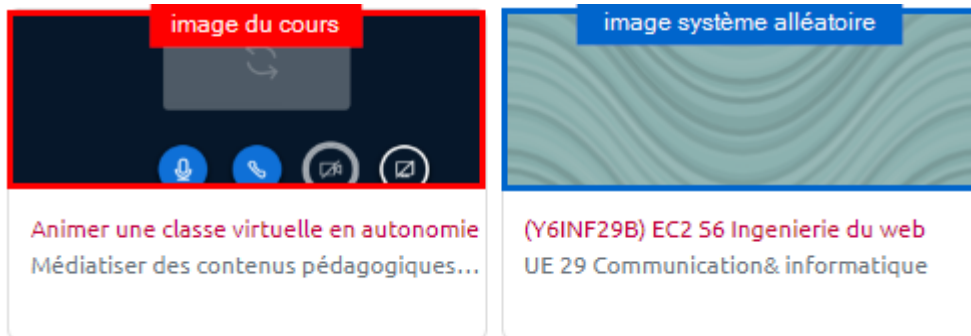 image du cours
Animer une classe virtuelle en autonomie
Médiatiser des contenus pédagogiques...
image système alléatoire
(Y6INF29B) EC2 S6 Ingenierie du web
UE 29 Communication& informatique